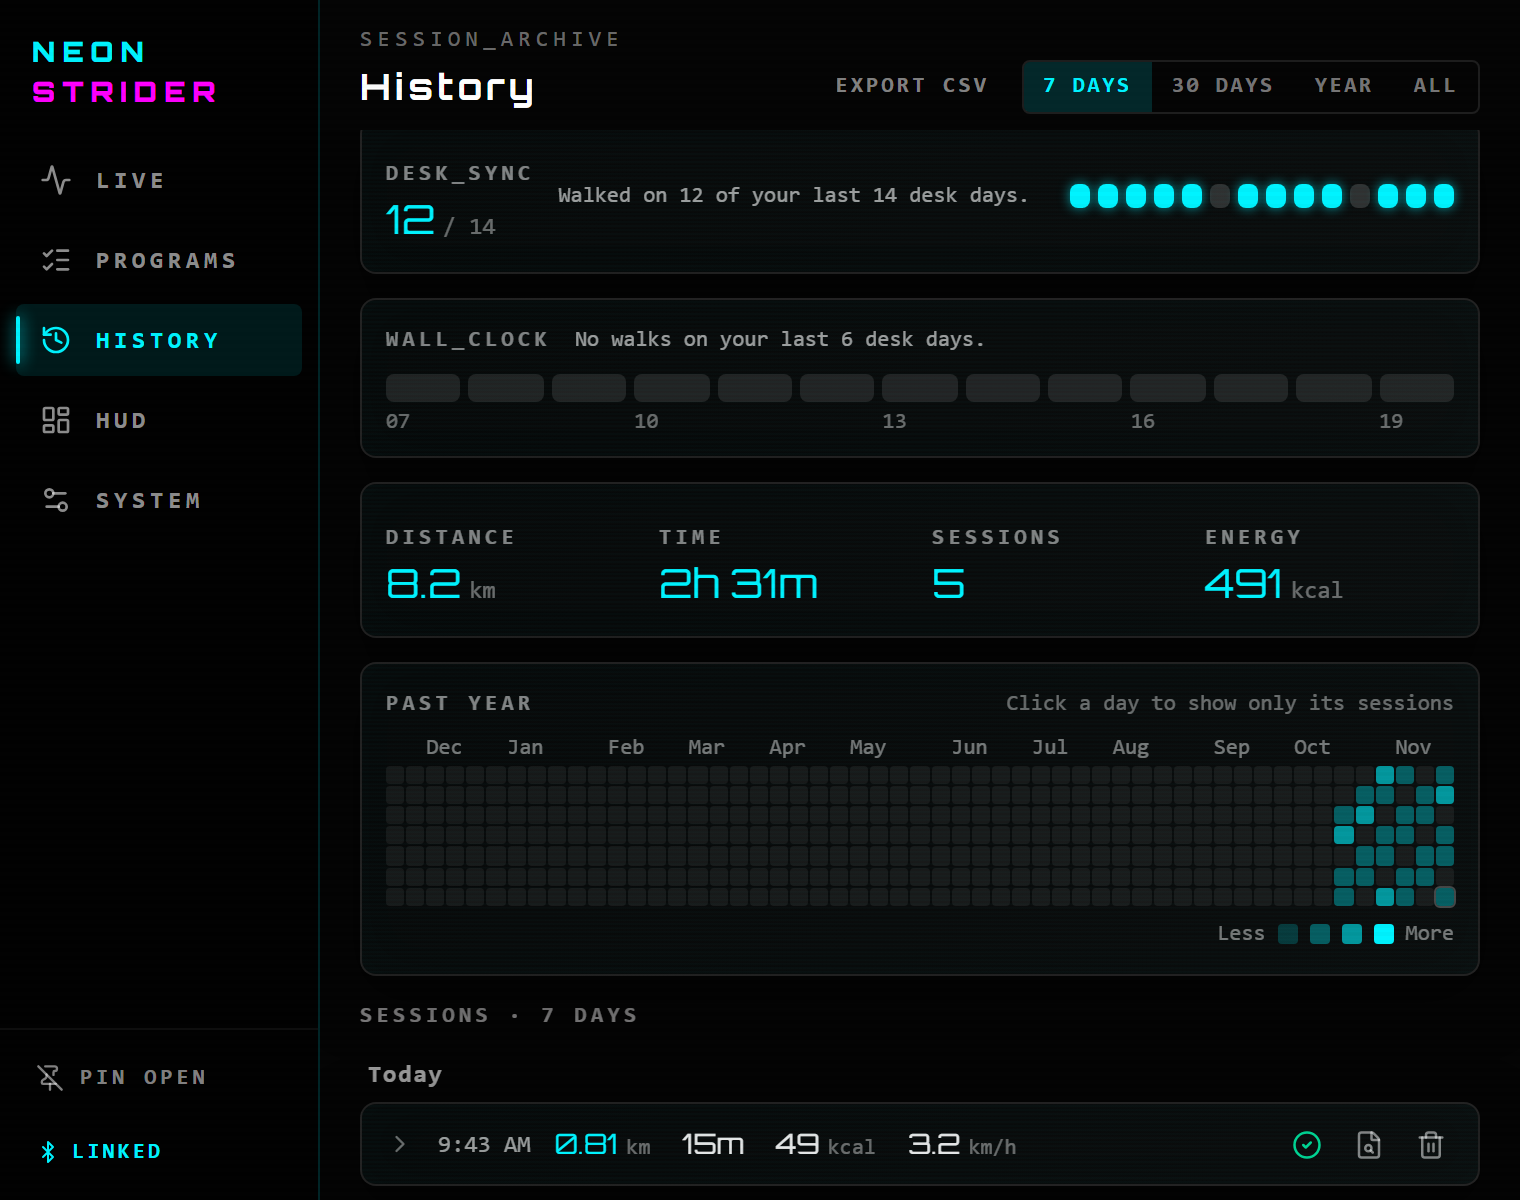 NEON
STRIDER
LIVE
PROGRAMS
HISTORY
HUD
SYSTEM
PIN OPEN
LINKED
SESSION_ARCHIVE
History
EXPORT CSV
7 DAYS
30 DAYS
YEAR
ALL
DESK_SYNC
12 / 14
Walked on 12 of your last 14 desk days.
WALL_CLOCK
No walks on your last 6 desk days.
07 10 13 16 19
DISTANCE
8.2 km
TIME
2h 31m
SESSIONS
5
ENERGY
491 kcal
PAST YEAR
Click a day to show only its sessions
Dec Jan Feb Mar Apr May Jun Jul Aug Sep Oct Nov
Less More
SESSIONS · 7 DAYS
Today
9:43 AM 0.81 km 15m 49 kcal 3.2 km/h